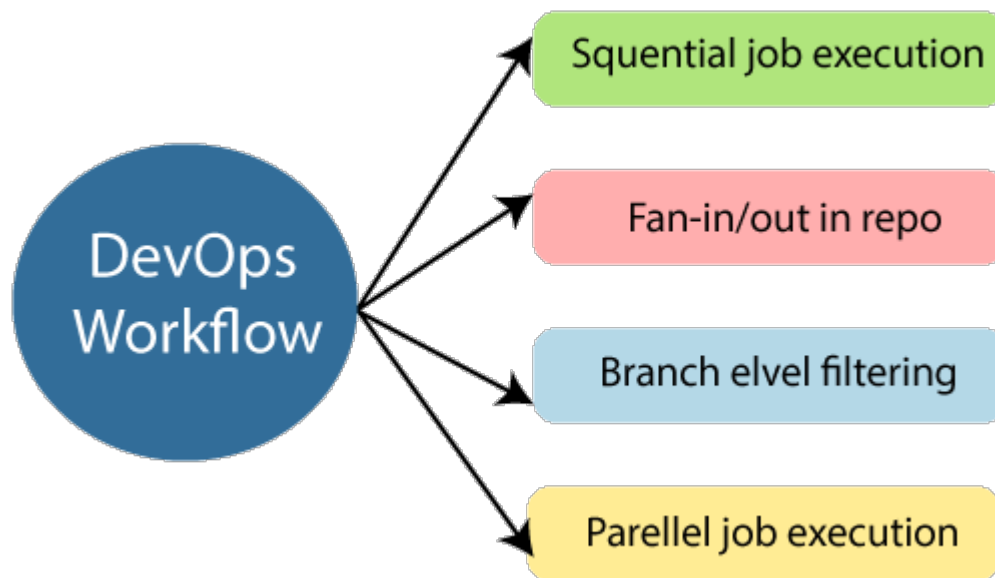 DevOps
Workflow
Squential job execution
Fan-in/out in repo
Branch elvel filtering
Parellel job execution